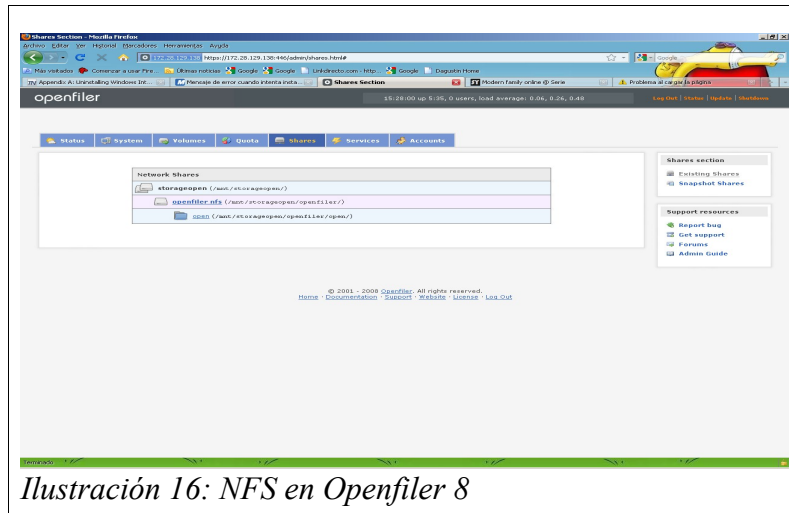 Shares Section - Mozilla Firefox
Archivo Editar Ver Historial Marcadores Herramientas Ayuda
172.28.129.138 https://172.28.129.138:446/admin/shares.html#
Google
Más visitados Comenzar a usar Fire... Últimas noticias Google Google Linkdirecto.com - http... Google Dagustin Home
Appendix A: Uninstalling Windows Int... Mensaje de error cuando intenta insta... Shares Section Modern family online @ Serie Problema al cargar la página
openfiler
15:28:00 up 5:35, 0 users, load average: 0.06, 0.26, 0.48
Log Out | Status | Update | Shutdown
Status System Volumes Quota Shares Services Accounts
Network Shares
storageopen (/mnt/storageopen/)
openfiler nfs (/mnt/storageopen/openfiler/)
open (/mnt/storageopen/openfiler/open/)
Shares section
Existing Shares
Snapshot Shares
Support resources
Report bug
Get support
Forums
Admin Guide
© 2001 - 2008 Openfiler. All rights reserved.
Home · Documentation · Support · Website · License · Log Out
Terminado
Ilustración 16: NFS en Openfiler 8